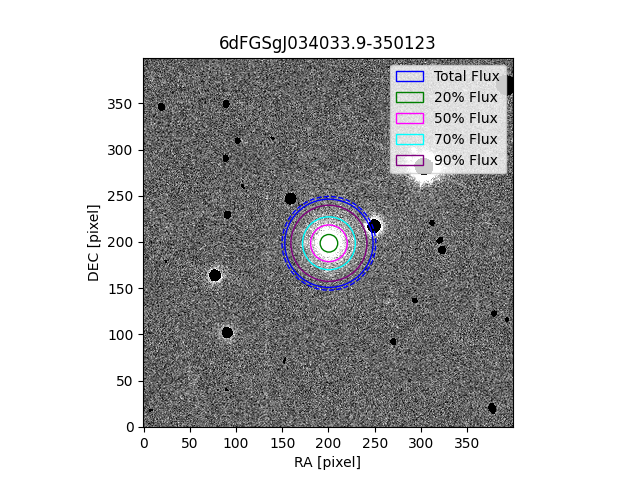 6dFGSgJ034033.9-350123
Total Flux
20% Flux
50% Flux
70% Flux
90% Flux
DEC [pixel]
350
300
250
200
150
100
50
0
0 50 100 150 200 250 300 350
RA [pixel]